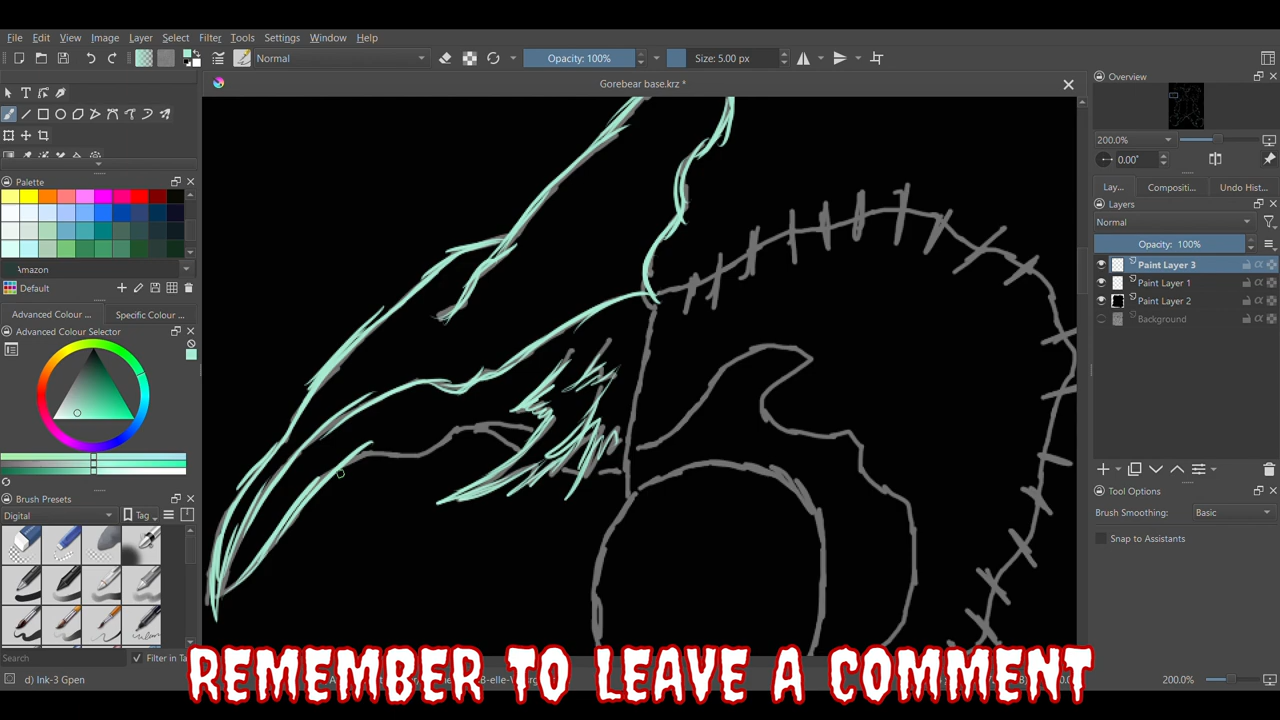 File Edit View Image Layer Select Filter Tools Settings Window Help
Normal Opacity: 100% Size: 5.00 px
Gorebear base.krz *
Overview
200.0%
0.00°
Palette
Amazon
Default
Advanced Colour ... Specific Colour ...
Advanced Colour Selector
Brush Presets
Digital Tag
Search Filter in Ta
d) Ink-3 Gpen
Lay... Compositi... Undo His...
Layers
Normal
Opacity: 100%
Paint Layer 3
Paint Layer 1
Paint Layer 2
Background
Tool Options
Brush Smoothing: Basic
Snap to Assistants
REMEMBER TO LEAVE A COMMENT
200.0%